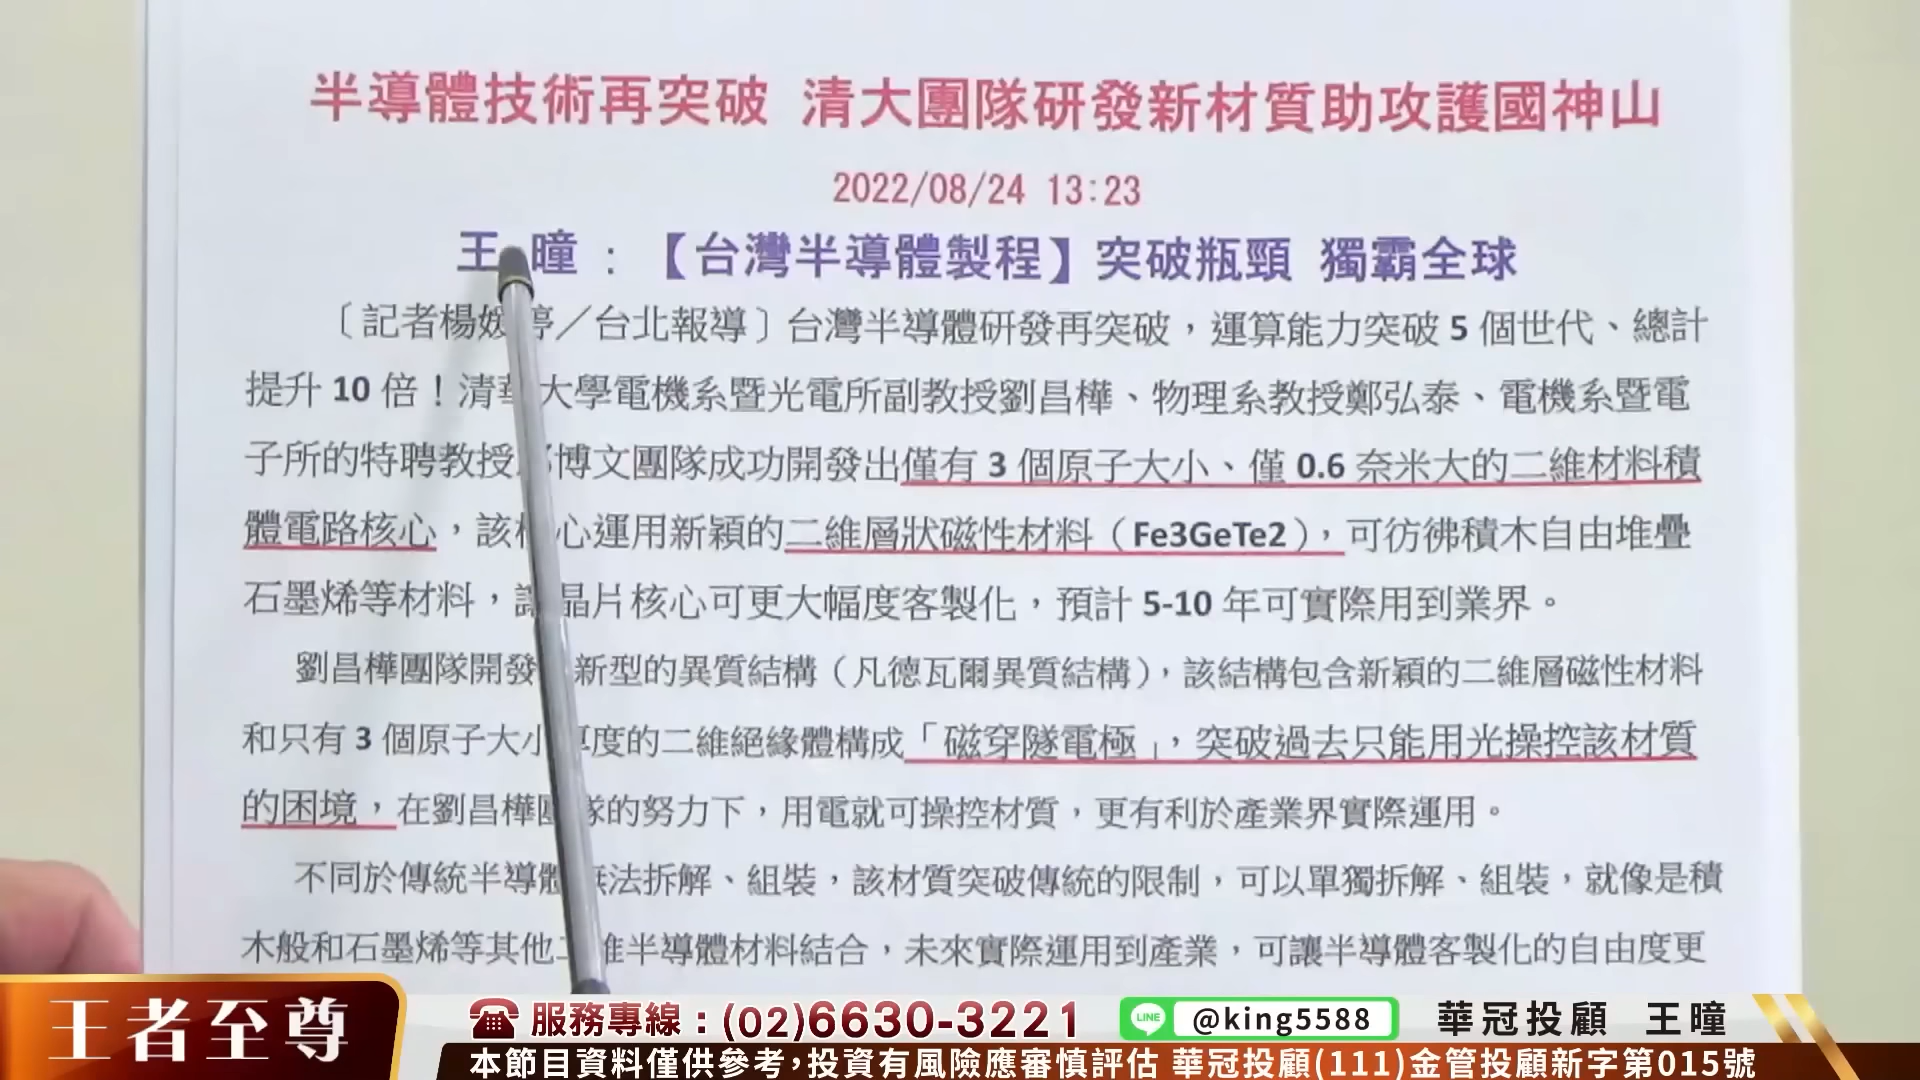 半導體技術再突破 清大團隊研發新材質助攻護國神山
2022/08/24 13:23
王曈：【台灣半導體製程】突破瓶頸 獨霸全球
〔記者楊媛婷／台北報導〕台灣半導體研發再突破，運算能力突破 5 個世代、總計
提升 10 倍！清華大學電機系暨光電所副教授劉昌樺、物理系教授鄭弘泰、電機系暨電
子所的特聘教授 博文團隊成功開發出僅有 3 個原子大小、僅 0.6 奈米大的二維材料積
體電路核心，該核心運用新穎的二維層狀磁性材料（Fe3GeTe2），可彷彿積木自由堆疊
石墨烯等材料，讓晶片核心可更大幅度客製化，預計 5-10 年可實際用到業界。
劉昌樺團隊開發 新型的異質結構（凡德瓦爾異質結構），該結構包含新穎的二維層磁性材料
和只有 3 個原子大小厚度的二維絕緣體構成「磁穿隧電極」，突破過去只能用光操控該材質
的困境，在劉昌樺團隊的努力下，用電就可操控材質，更有利於產業界實際運用。
不同於傳統半導體無法拆解、組裝，該材質突破傳統的限制，可以單獨拆解、組裝，就像是積
木般和石墨烯等其他二維半導體材料結合，未來實際運用到產業，可讓半導體客製化的自由度更
王者至尊
服務專線：(02)6630-3221
LINE @king5588
華冠投顧 王曈
本節目資料僅供參考，投資有風險應審慎評估 華冠投顧(111)金管投顧新字第015號